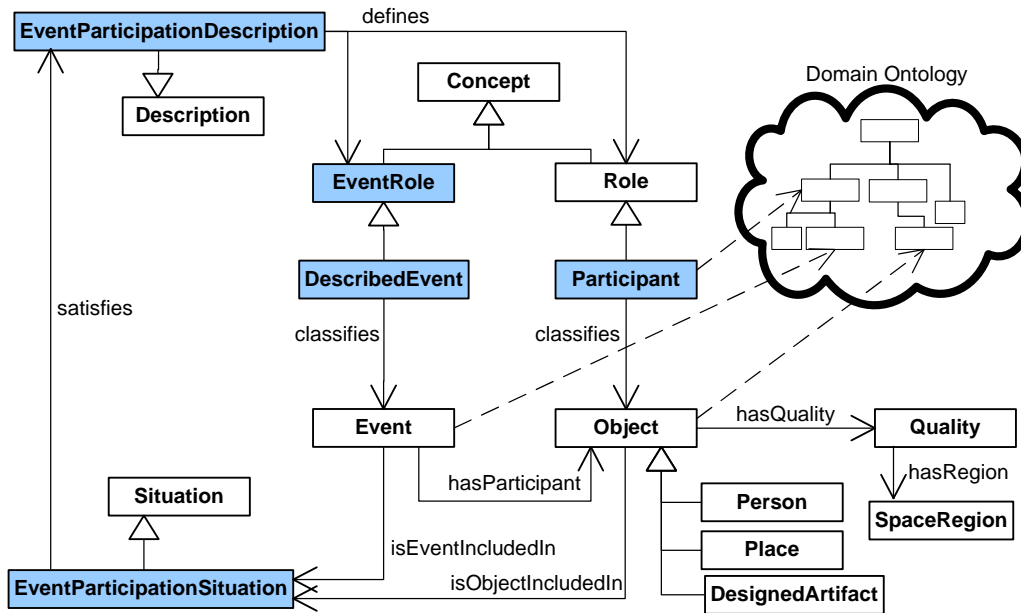 defines
EventParticipationDescription
Concept
Domain Ontology
Description
EventRole
Role
DescribedEvent
Participant
satisfies
classifies
classifies
Event
Object
hasQuality
Quality
hasParticipant
hasRegion
Situation
Person
SpaceRegion
isEventIncludedIn
Place
EventParticipationSituation
isObjectIncludedIn
DesignedArtifact